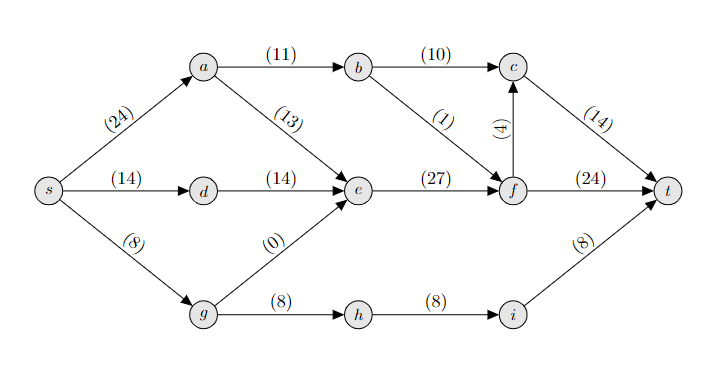 (11) (10)
a b c
(24) (13) (1) (4) (14)
(14) (14) (27) (24)
s d e f t
(8) (0) (8)
(8) (8)
g h i